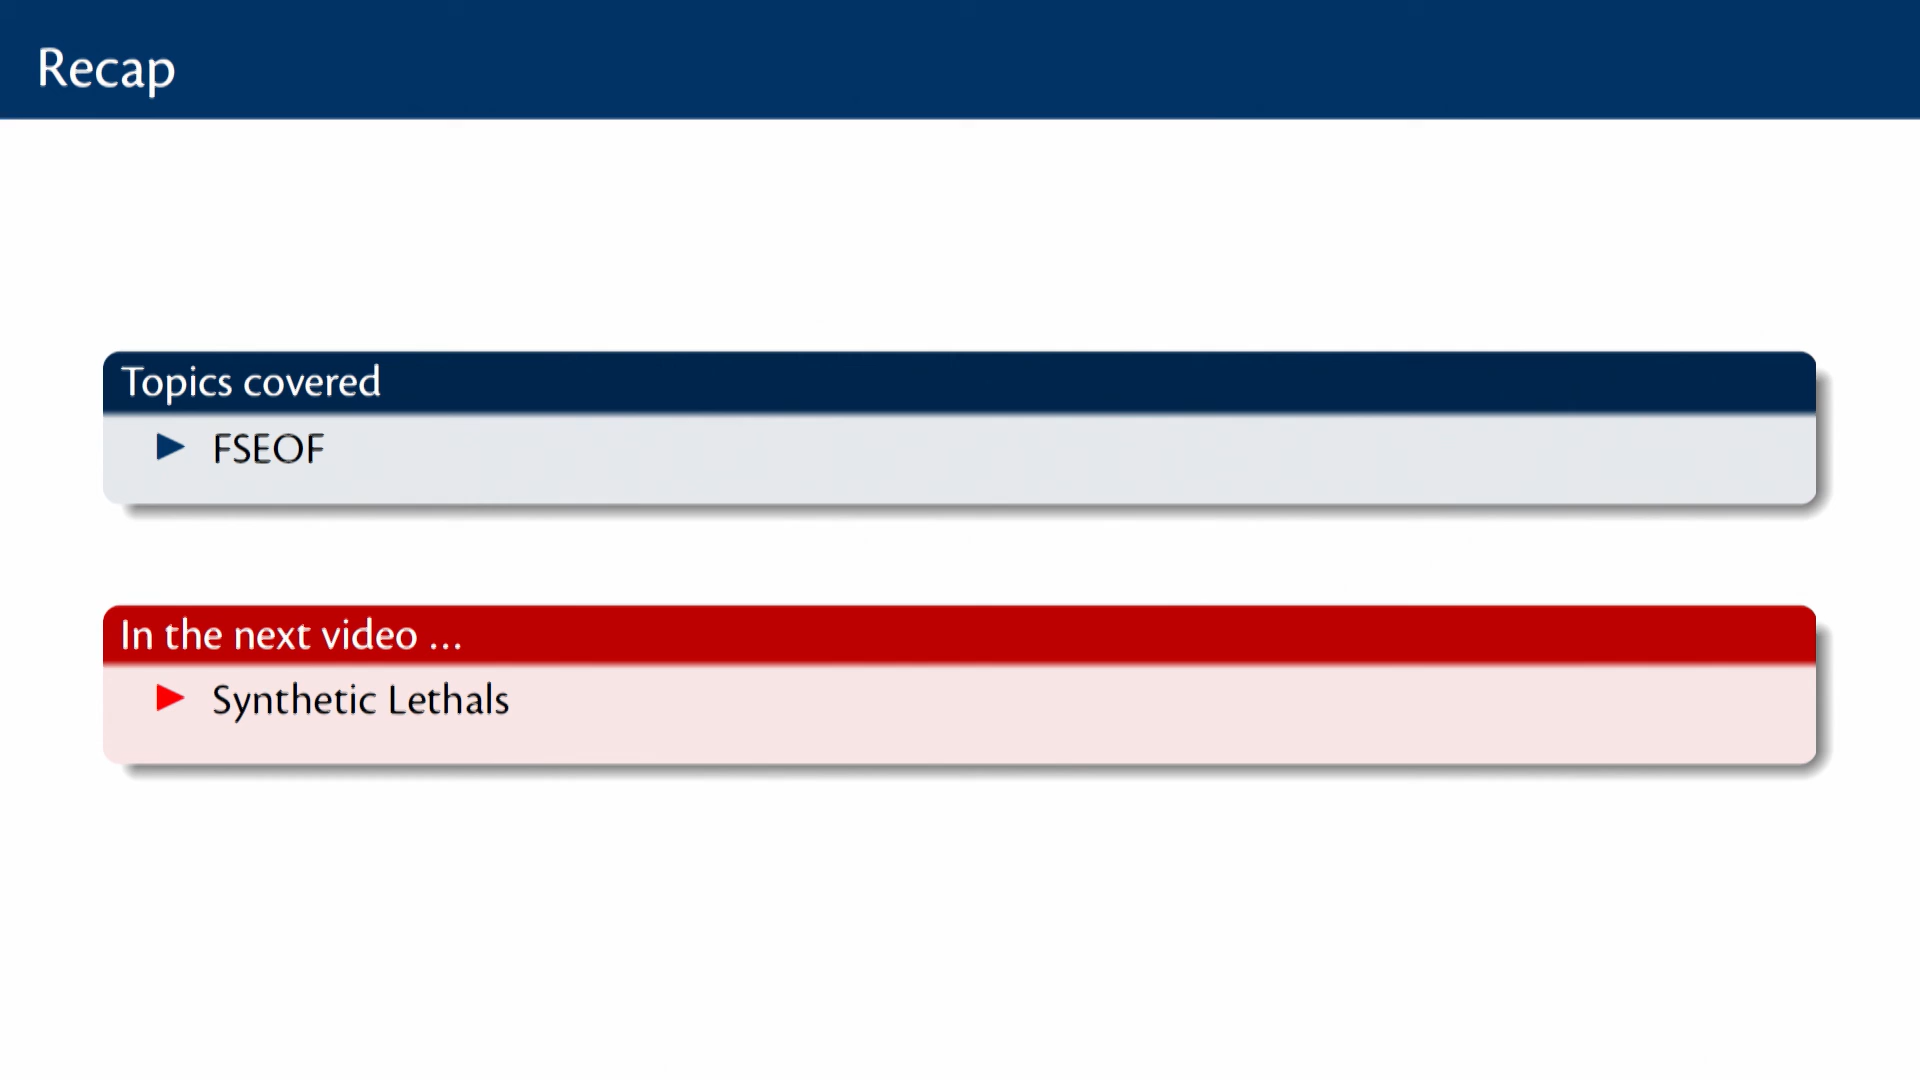 Recap
Topics covered
FSEOF
In the next video ...
Synthetic Lethals